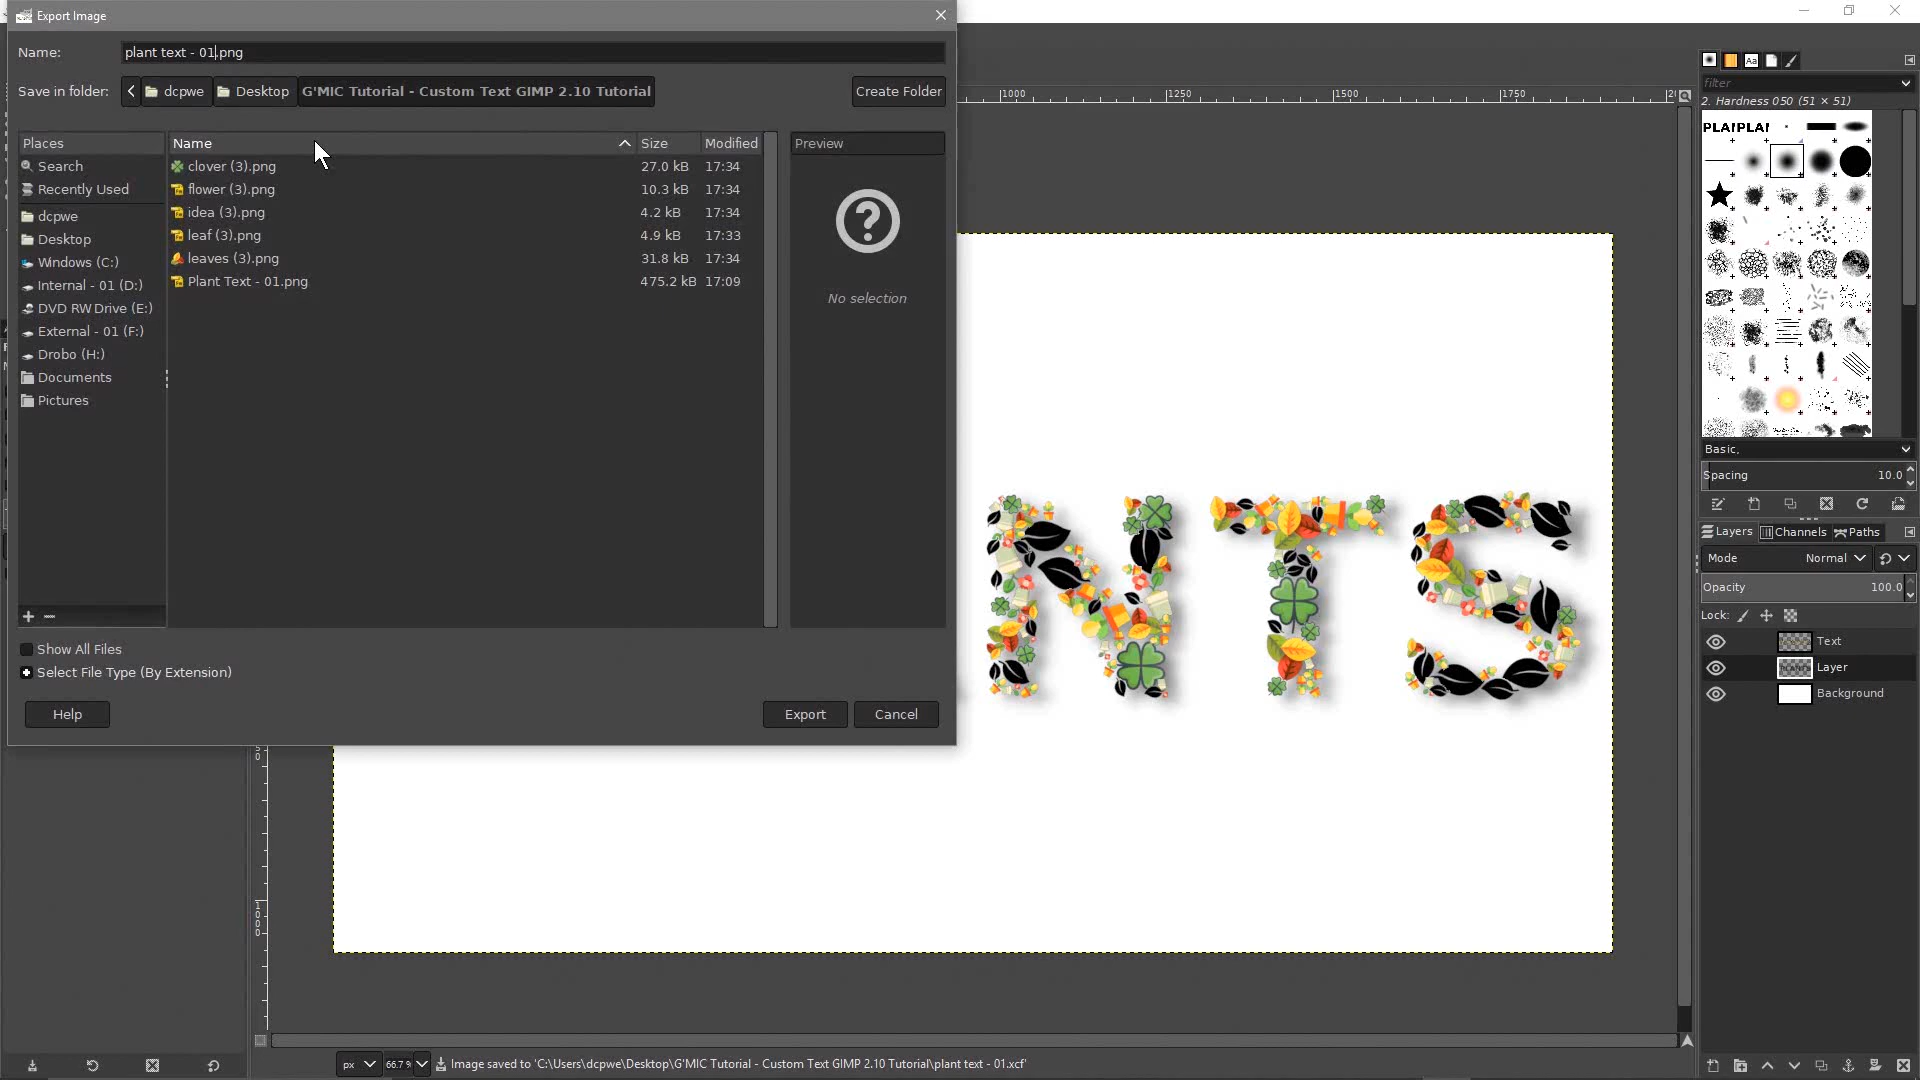 Export Image
Name:
plant text - 01.png
Save in folder:
dcpwe
Desktop
G'MIC Tutorial - Custom Text GIMP 2.10 Tutorial
Create Folder
Places
Search
Recently Used
dcpwe
Desktop
Windows (C:)
Internal - 01 (D:)
DVD RW Drive (E:)
External - 01 (F:)
Drobo (H:)
Documents
Pictures
Name Size Modified
clover (3).png 27.0 kB 17:34
flower (3).png 10.3 kB 17:34
idea (3).png 4.2 kB 17:34
leaf (3).png 4.9 kB 17:33
leaves (3).png 31.8 kB 17:34
Plant Text - 01.png 475.2 kB 17:09
Preview
No selection
Show All Files
Select File Type (By Extension)
Help
Export
Cancel
1000 1250 1500 1750
1000
NTS
filter
2. Hardness 050 (51 × 51)
Basic,
Spacing 10.0
Layers Channels Paths
Mode Normal
Opacity 100.0
Lock:
Text
Layer
Background
px
66.7 %
Image saved to 'C:\Users\dcpwe\Desktop\G'MIC Tutorial - Custom Text GIMP 2.10 Tutorial\plant text - 01.xcf'